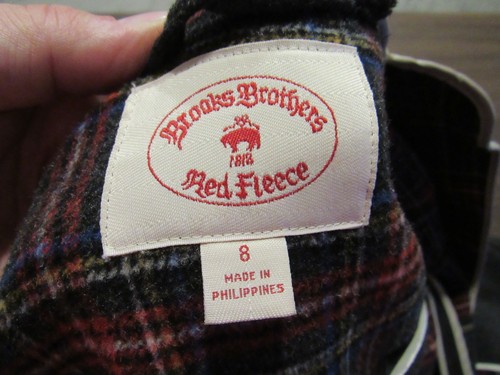 Brooks Brothers
1818
Red Fleece
8
MADE IN
PHILIPPINES